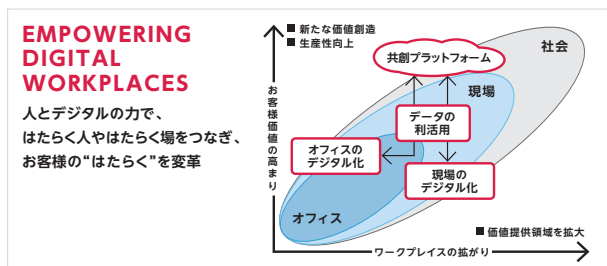 EMPOWERING
DIGITAL
WORKPLACES
人とデジタルの力で、
はたらく人やはたらく場をつなぎ、
お客様の“はたらく”を変革
■ 新たな価値創造
■ 生産性向上
お客様価値の高まり
社会
共創プラットフォーム
現場
データの
利活用
オフィスの
デジタル化
現場の
デジタル化
オフィス
■ 価値提供領域を拡大
ワークプレイスの拡がり